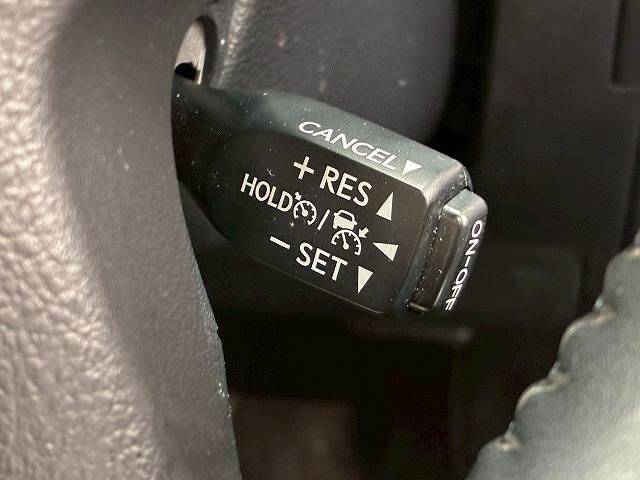 CANCEL▼
+RES▲
HOLD / ◀
−SET▼
ON-OFF